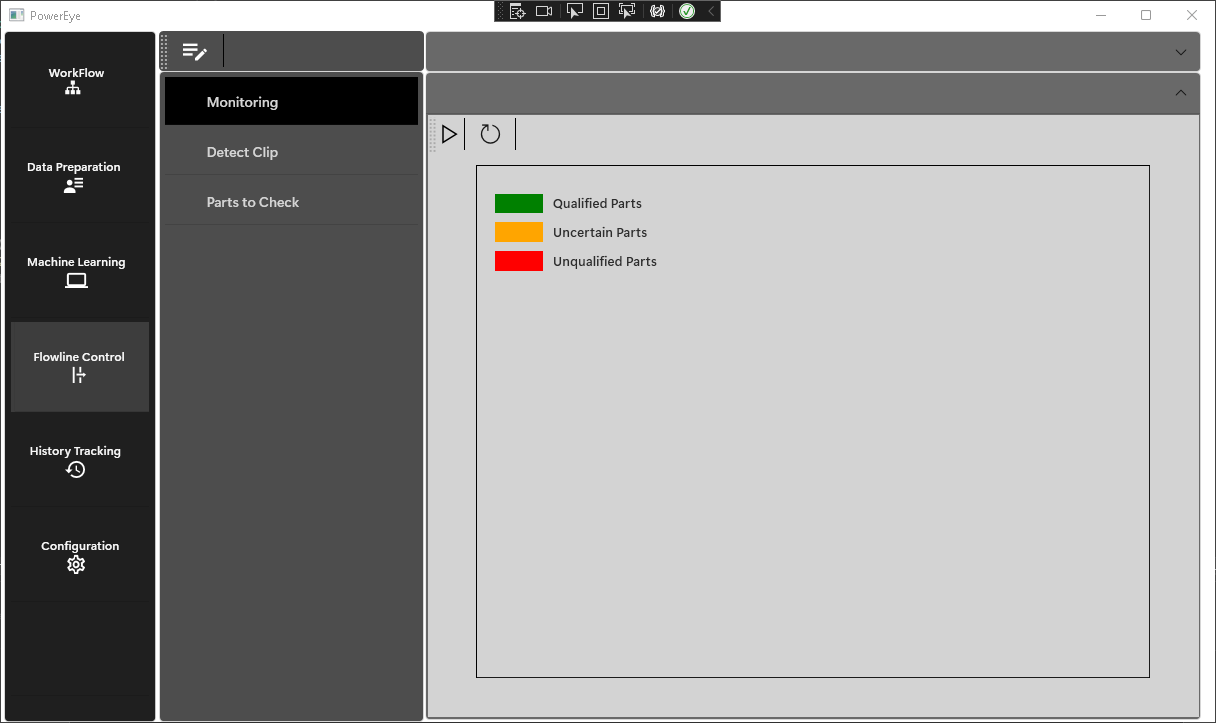 PowerEye
WorkFlow
Data Preparation
Machine Learning
Flowline Control
History Tracking
Configuration
Monitoring
Detect Clip
Parts to Check
Qualified Parts
Uncertain Parts
Unqualified Parts